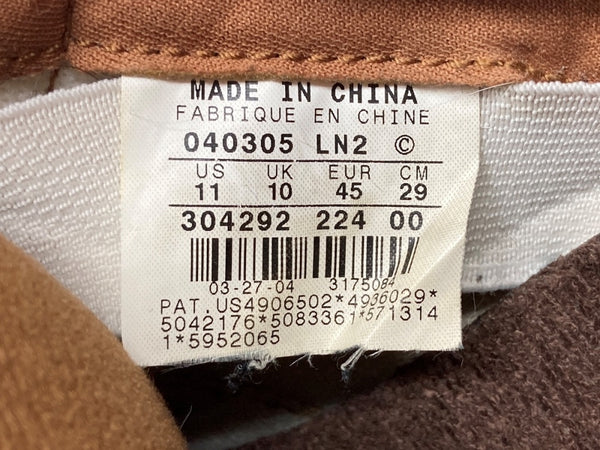 MADE IN CHINA
FABRIQUE EN CHINE
040305 LN2 ©
US UK EUR CM
11 10 45 29
304292 224 00
03-27-04 3175084
PAT.US4906502*4936029*
5042176*5083361*571314
1*5952065